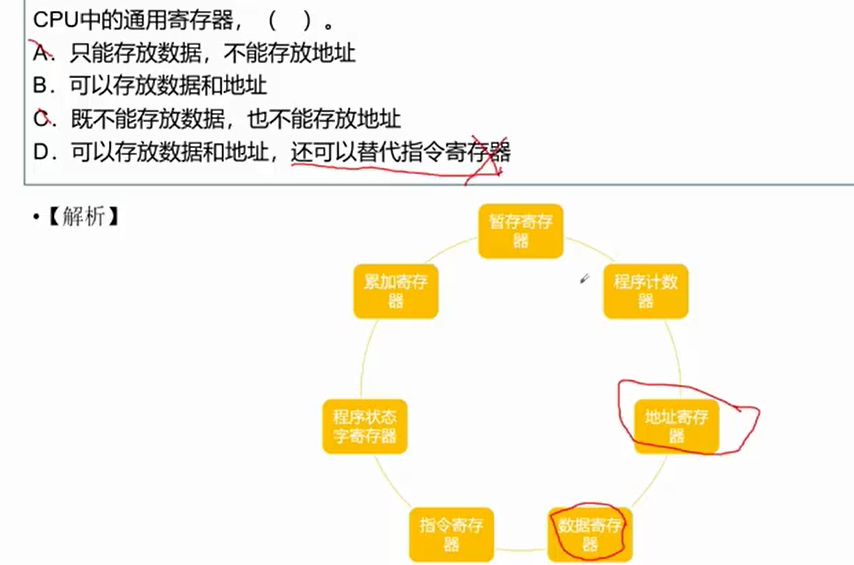 CPU中的通用寄存器，（　）。
A．只能存放数据，不能存放地址
B．可以存放数据和地址
C．既不能存放数据，也不能存放地址
D．可以存放数据和地址，还可以替代指令寄存器
•【解析】
暂存寄存
器
累加寄存
器
程序计数
器
程序状态
字寄存器
地址寄存
器
指令寄存
器
数据寄存
器